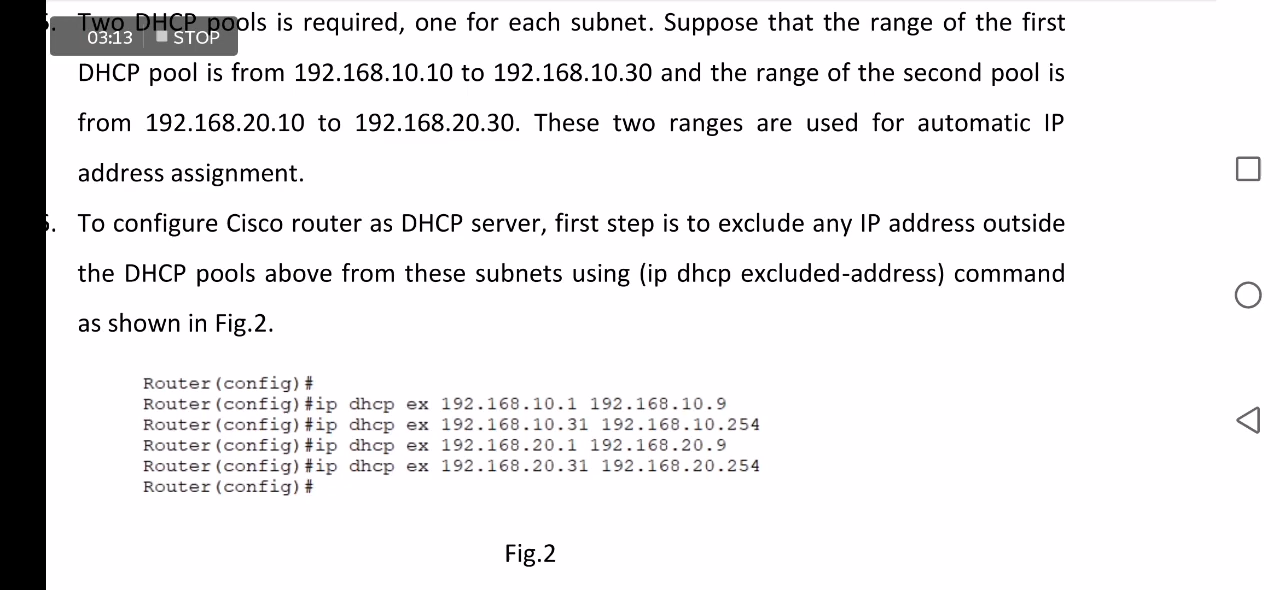 5. Two DHCP pools is required, one for each subnet. Suppose that the range of the first
03:13 STOP
DHCP pool is from 192.168.10.10 to 192.168.10.30 and the range of the second pool is
from 192.168.20.10 to 192.168.20.30. These two ranges are used for automatic IP
address assignment.
6. To configure Cisco router as DHCP server, first step is to exclude any IP address outside
the DHCP pools above from these subnets using (ip dhcp excluded-address) command
as shown in Fig.2.
Router(config)#
Router(config)#ip dhcp ex 192.168.10.1 192.168.10.9
Router(config)#ip dhcp ex 192.168.10.31 192.168.10.254
Router(config)#ip dhcp ex 192.168.20.1 192.168.20.9
Router(config)#ip dhcp ex 192.168.20.31 192.168.20.254
Router(config)#
Fig.2